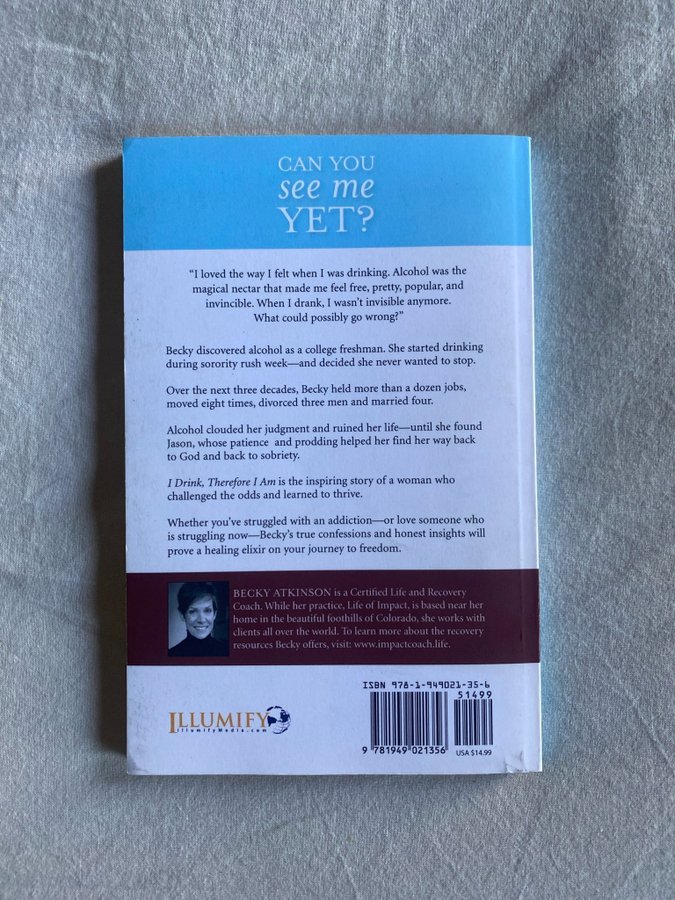 CAN YOU
see me
YET?
“I loved the way I felt when I was drinking. Alcohol was the
magical nectar that made me feel free, pretty, popular, and
invincible. When I drank, I wasn’t invisible anymore.
What could possibly go wrong?”
Becky discovered alcohol as a college freshman. She started drinking
during sorority rush week—and decided she never wanted to stop.
Over the next three decades, Becky held more than a dozen jobs,
moved eight times, divorced three men and married four.
Alcohol clouded her judgment and ruined her life—until she found
Jason, whose patience and prodding helped her find her way back
to God and back to sobriety.
I Drink, Therefore I Am is the inspiring story of a woman who
challenged the odds and learned to thrive.
Whether you’ve struggled with an addiction—or love someone who
is struggling now—Becky’s true confessions and honest insights will
prove a healing elixir on your journey to freedom.
BECKY ATKINSON is a Certified Life and Recovery
Coach. While her practice, Life of Impact, is based near her
home in the beautiful foothills of Colorado, she works with
clients all over the world. To learn more about the recovery
resources Becky offers, visit: www.impactcoach.life.
ISBN 978-1-949021-35-6
51499
ILLUMIFY
IllumifyMedia.com
9 781949 021356
USA $14.99